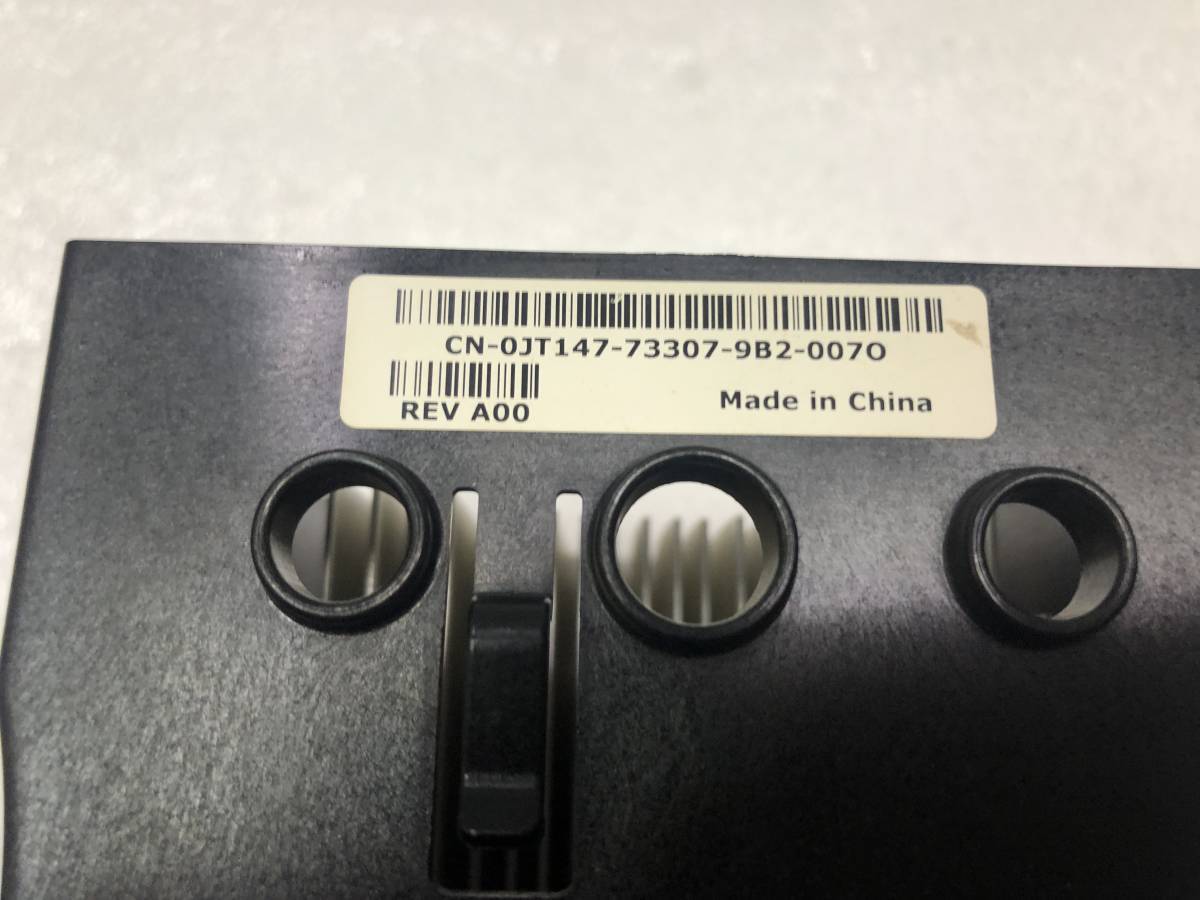 CN-0JT147-73307-9B2-007O
REV A00
Made in China